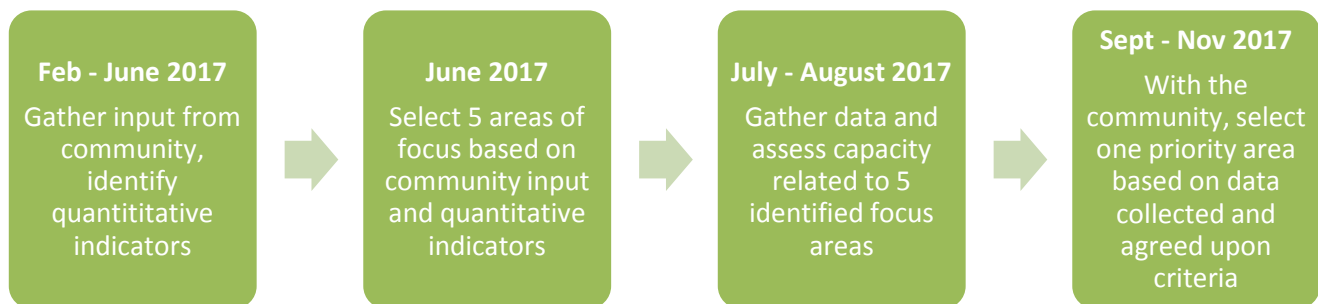 Feb - June 2017
Gather input from
community,
identify
quantititative
indicators
June 2017
Select 5 areas of
focus based on
community input
and quantitative
indicators
July - August 2017
Gather data and
assess capacity
related to 5
identified focus
areas
Sept - Nov 2017
With the
community, select
one priority area
based on data
collected and
agreed upon
criteria